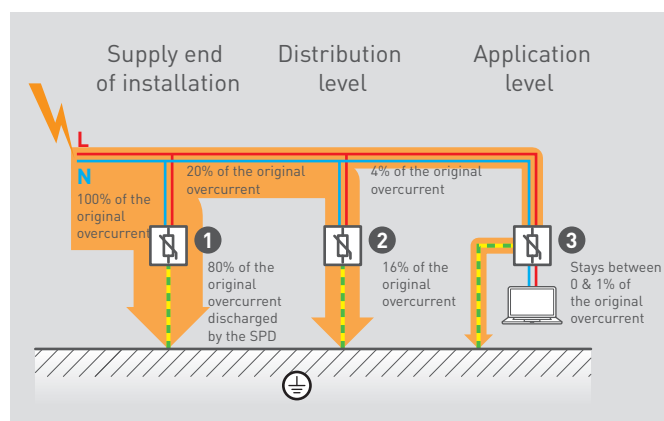 Supply end
of installation
Distribution
level
Application
level
L
N
100% of the
original
overcurrent
20% of the original
overcurrent
4% of the original
overcurrent
1
80% of the
original
overcurrent
discharged
by the SPD
2
16% of the
original
overcurrent
3
Stays between
0 & 1% of
the original
overcurrent